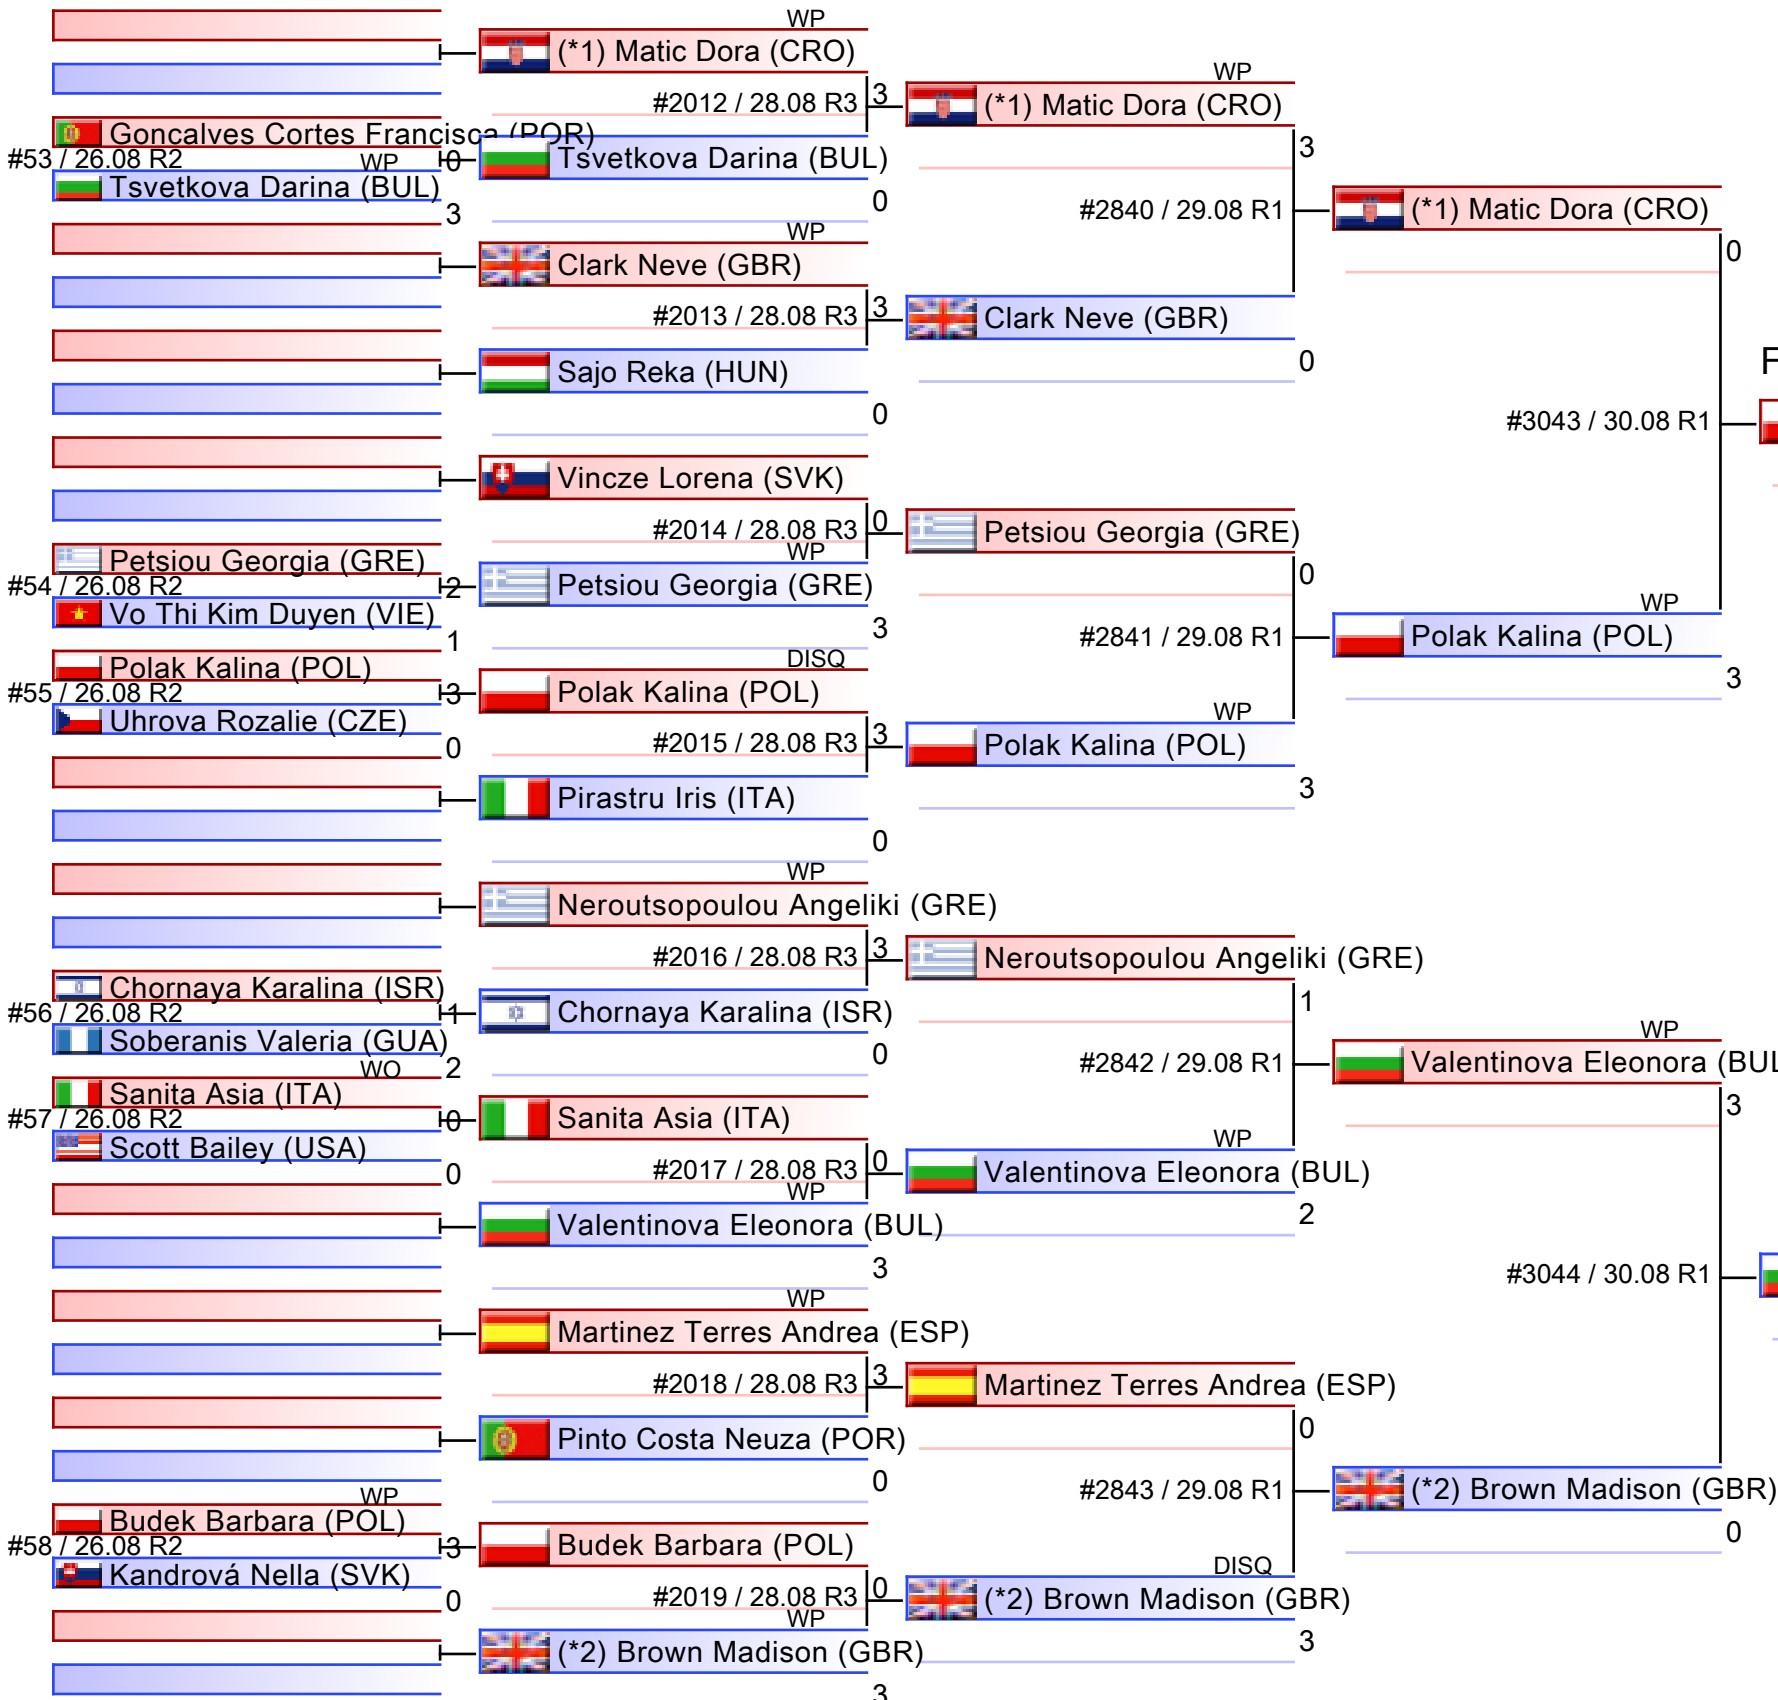 WP
(*1) Matic Dora (CRO)
WP
#2012 / 28.08 R3
3
(*1) Matic Dora (CRO)
Goncalves Cortes Francisca (POR)
3
#53 / 26.08 R2
WP
0
Tsvetkova Darina (BUL)
Tsvetkova Darina (BUL)
0
#2840 / 29.08 R1
(*1) Matic Dora (CRO)
3
WP
0
Clark Neve (GBR)
#2013 / 28.08 R3
3
Clark Neve (GBR)
0
F
Sajo Reka (HUN)
0
#3043 / 30.08 R1
Vincze Lorena (SVK)
#2014 / 28.08 R3
0
Petsiou Georgia (GRE)
WP
Petsiou Georgia (GRE)
0
#54 / 26.08 R2
2
Petsiou Georgia (GRE)
WP
Vo Thi Kim Duyen (VIE)
1
3
#2841 / 29.08 R1
Polak Kalina (POL)
DISQ
Polak Kalina (POL)
3
#55 / 26.08 R2
3
Polak Kalina (POL)
WP
Uhrova Rozalie (CZE)
0
#2015 / 28.08 R3
3
Polak Kalina (POL)
3
Pirastru Iris (ITA)
0
WP
Neroutsopoulou Angeliki (GRE)
#2016 / 28.08 R3
3
Neroutsopoulou Angeliki (GRE)
Chornaya Karalina (ISR)
1
#56 / 26.08 R2
1
Chornaya Karalina (ISR)
Soberanis Valeria (GUA)
2
0
#2842 / 29.08 R1
WP
Valentinova Eleonora (BUL
WO
Sanita Asia (ITA)
3
#57 / 26.08 R2
0
Sanita Asia (ITA)
WP
Scott Bailey (USA)
0
#2017 / 28.08 R3
0
Valentinova Eleonora (BUL)
WP
2
Valentinova Eleonora (BUL)
3
#3044 / 30.08 R1
WP
Martinez Terres Andrea (ESP)
#2018 / 28.08 R3
3
Martinez Terres Andrea (ESP)
0
Pinto Costa Neuza (POR)
0
#2843 / 29.08 R1
(*2) Brown Madison (GBR)
WP
Budek Barbara (POL)
0
#58 / 26.08 R2
3
Budek Barbara (POL)
DISQ
Kandrová Nella (SVK)
0
#2019 / 28.08 R3
0
(*2) Brown Madison (GBR)
WP
3
(*2) Brown Madison (GBR)
3